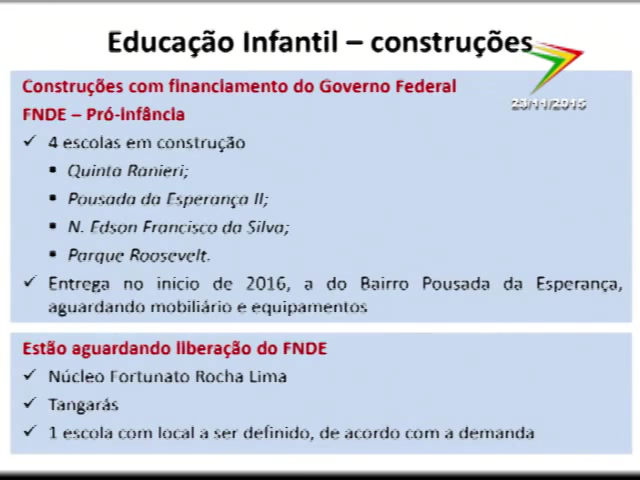 Educação Infantil – construções
23/11/2015
Construções com financiamento do Governo Federal
FNDE – Pró-infância
✓ 4 escolas em construção
▪ Quinta Ranieri;
▪ Pousada da Esperança II;
▪ N. Edson Francisco da Silva;
▪ Parque Roosevelt.
✓ Entrega no inicio de 2016, a do Bairro Pousada da Esperança,
aguardando mobiliário e equipamentos
Estão aguardando liberação do FNDE
✓ Núcleo Fortunato Rocha Lima
✓ Tangarás
✓ 1 escola com local a ser definido, de acordo com a demanda